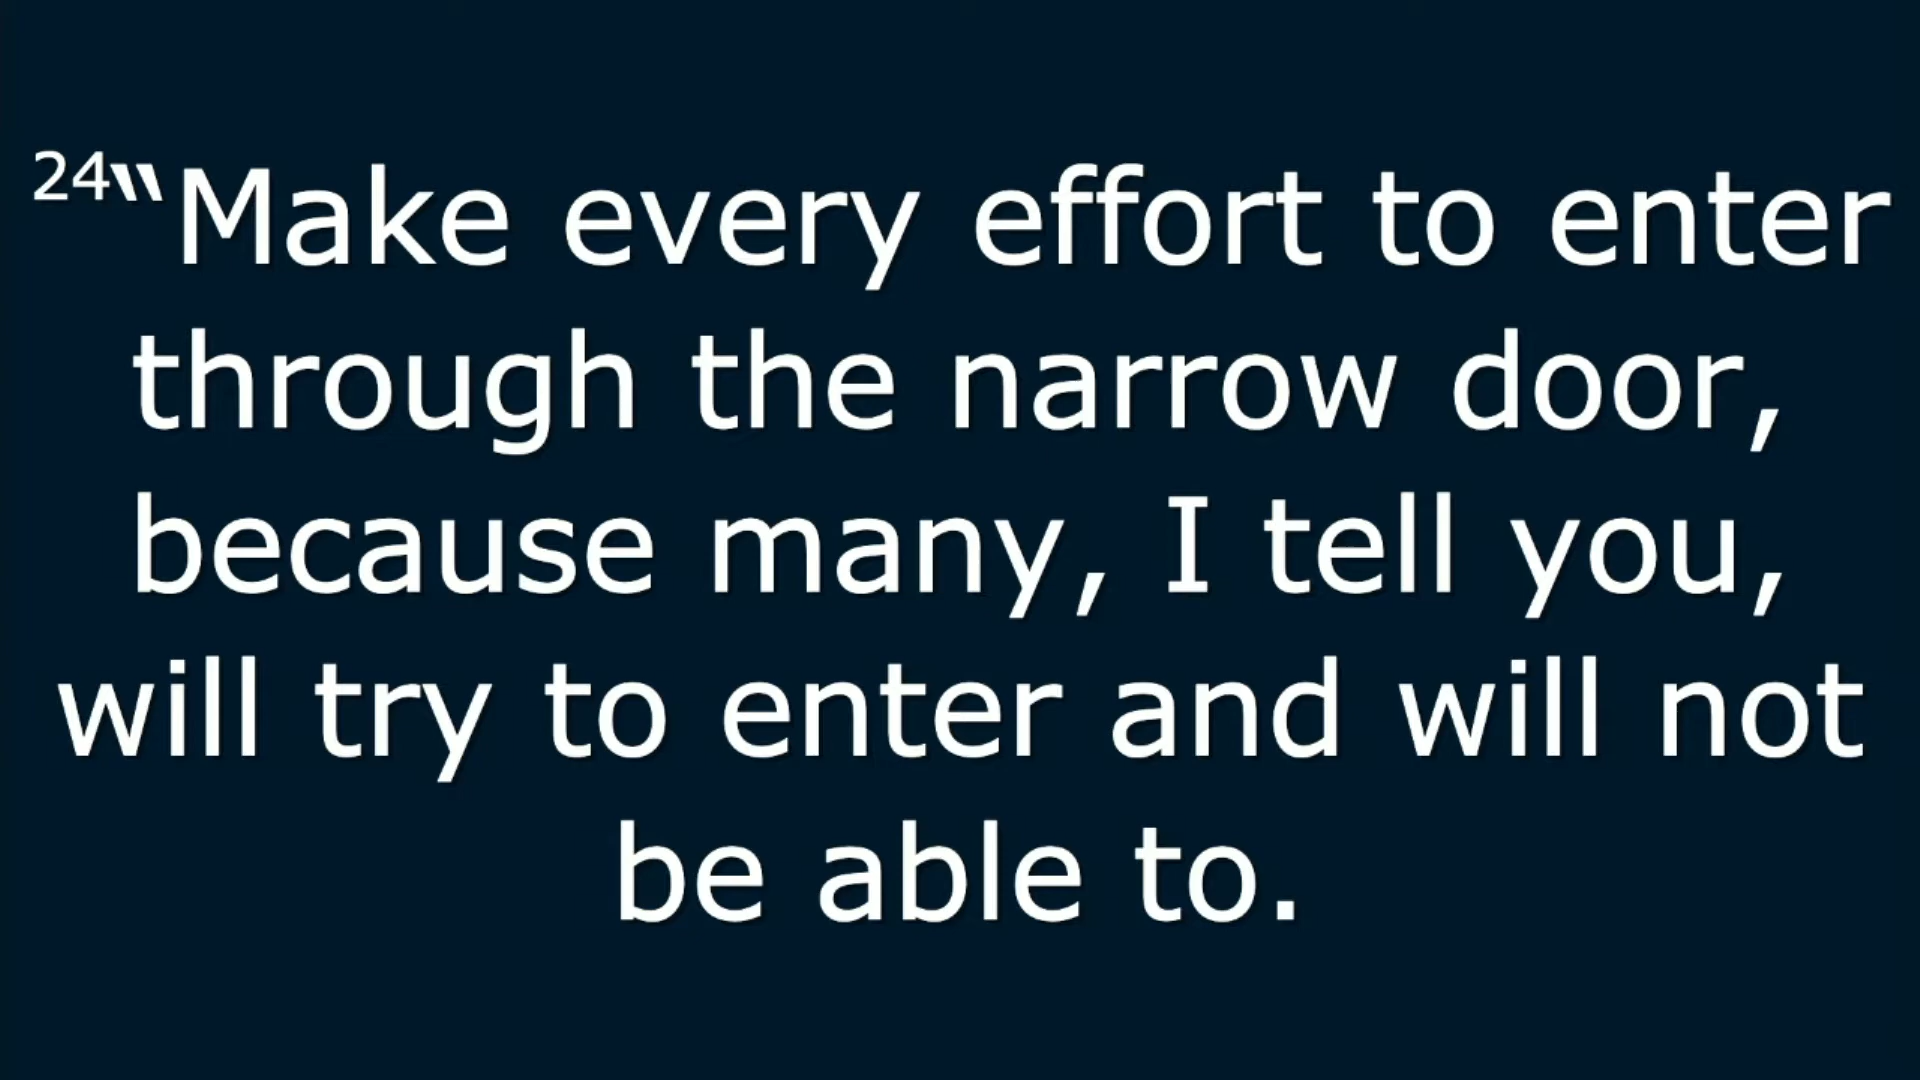 24“Make every effort to enter
through the narrow door,
because many, I tell you,
will try to enter and will not
be able to.